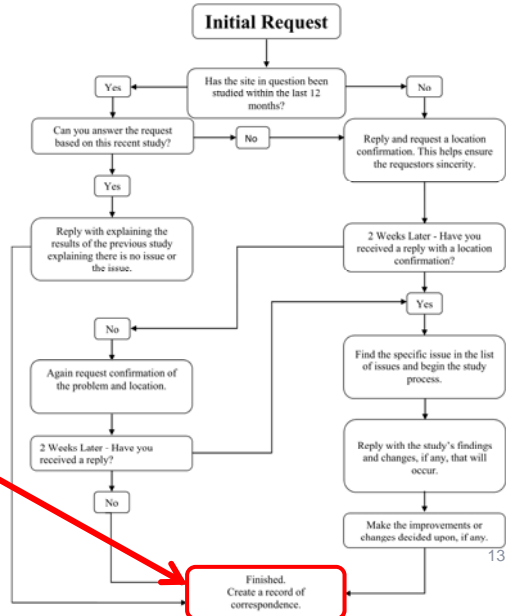 Initial Request
Has the site in question been
studied within the last 12
months?
Yes
No
Can you answer the request
based on this recent study?
No
Reply and request a location
confirmation. This helps ensure
the requestors sincerity.
Yes
Reply with explaining the
results of the previous study
explaining there is no issue or
the issue.
2 Weeks Later - Have you
received a reply with a location
confirmation?
No
Yes
Again request confirmation of
the problem and location.
Find the specific issue in the list
of issues and begin the study
process.
2 Weeks Later - Have you
received a reply?
Reply with the study's findings
and changes, if any, that will
occur.
No
Make the improvements or
changes decided upon, if any.
13
Finished.
Create a record of
correspondence.